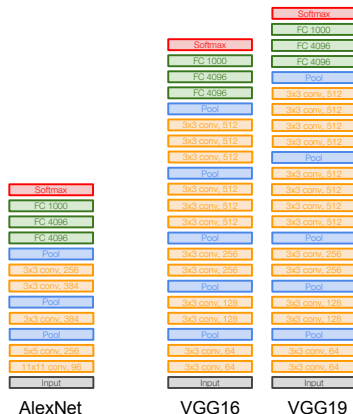 Softmax
FC 1000
FC 4096
FC 4096
Pool
3x3 conv, 256
3x3 conv, 384
Pool
3x3 conv, 384
Pool
5x5 conv, 256
11x11 conv, 96
Input
AlexNet
Softmax
FC 1000
FC 4096
FC 4096
Pool
3x3 conv, 512
3x3 conv, 512
3x3 conv, 512
Pool
3x3 conv, 512
3x3 conv, 512
3x3 conv, 512
Pool
3x3 conv, 256
3x3 conv, 256
Pool
3x3 conv, 128
3x3 conv, 128
Pool
3x3 conv, 64
3x3 conv, 64
Input
VGG16
Softmax
FC 1000
FC 4096
FC 4096
Pool
3x3 conv, 512
3x3 conv, 512
3x3 conv, 512
3x3 conv, 512
Pool
3x3 conv, 512
3x3 conv, 512
3x3 conv, 512
3x3 conv, 512
Pool
3x3 conv, 256
3x3 conv, 256
Pool
3x3 conv, 128
3x3 conv, 128
Pool
3x3 conv, 64
3x3 conv, 64
Input
VGG19